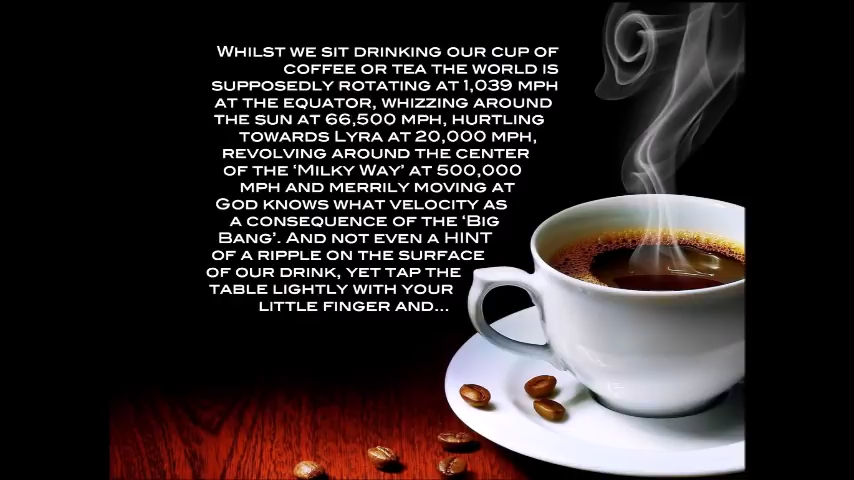 Whilst we sit drinking our cup of
coffee or tea the world is
supposedly rotating at 1,039 mph
at the equator, whizzing around
the sun at 66,500 mph, hurtling
towards Lyra at 20,000 mph,
revolving around the center
of the ‘Milky Way’ at 500,000
mph and merrily moving at
God knows what velocity as
a consequence of the ‘Big
Bang’. And not even a HINT
of a ripple on the surface
of our drink, yet tap the
table lightly with your
little finger and...